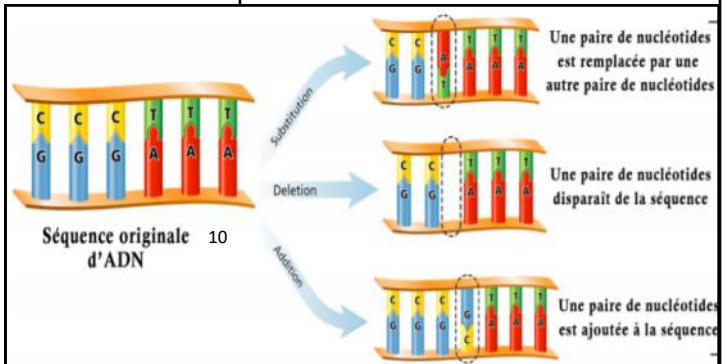 C C C T T T
G G G A A A
Séquence originale 10
d'ADN
Substitution
C C A T T T
G G T A A A
Une paire de nucléotides
est remplacée par une
autre paire de nucléotides
Deletion
C C T T T
G G A A A
Une paire de nucléotides
disparaît de la séquence
Addition
C C C G T T T
G G G C A A A
Une paire de nucléotides
est ajoutée à la séquence